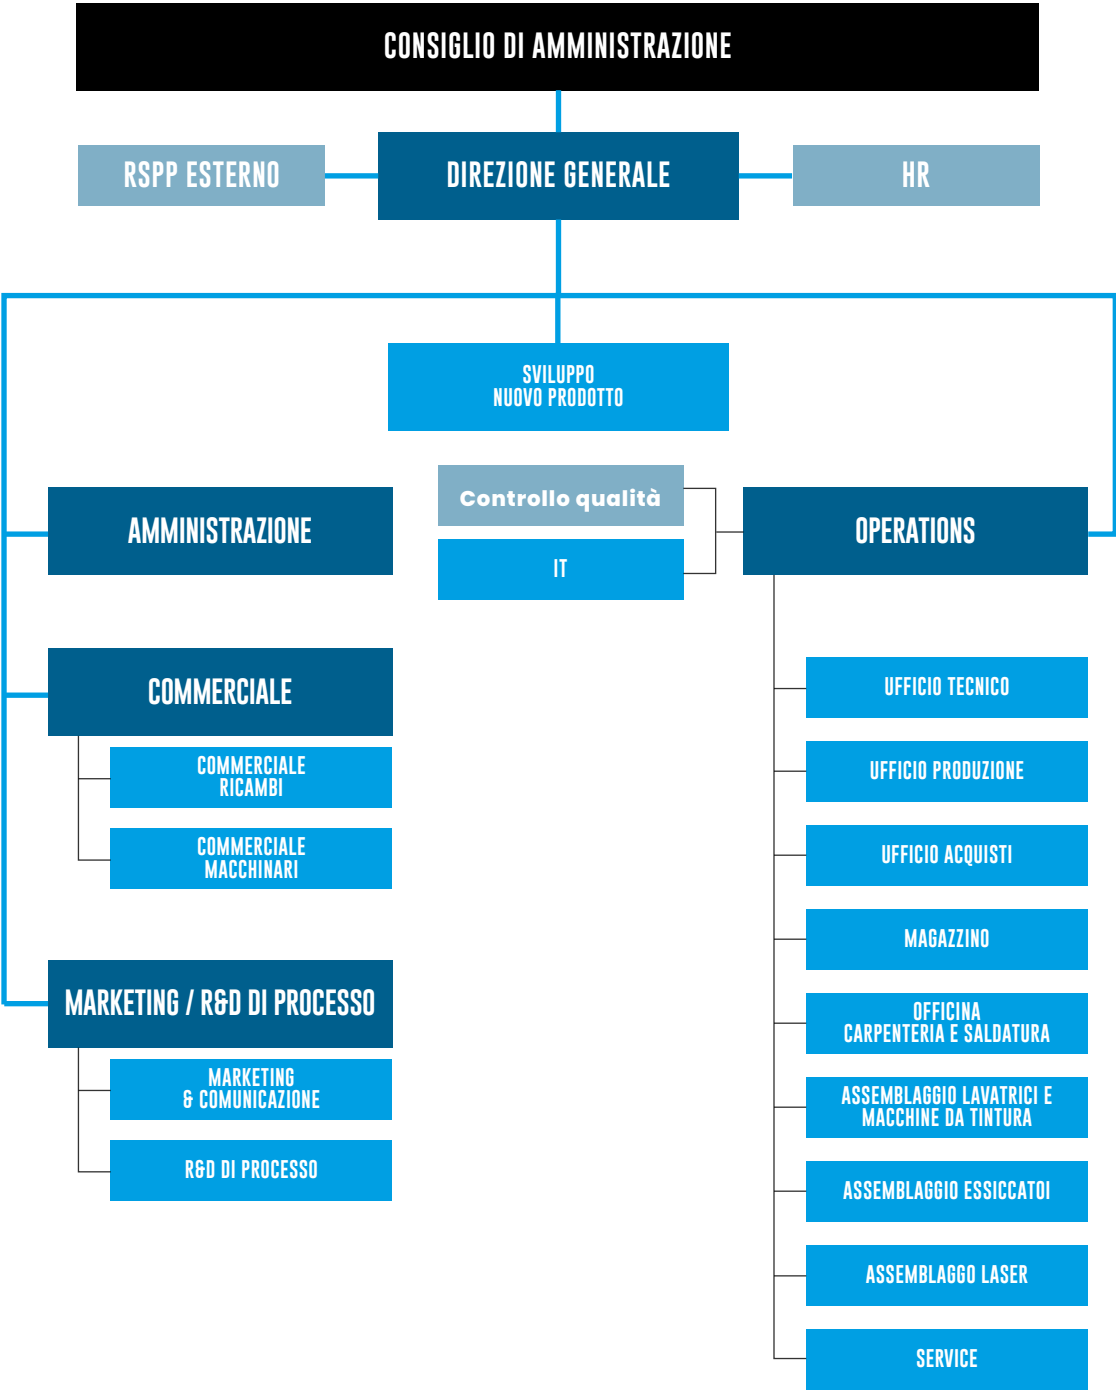 CONSIGLIO DI AMMINISTRAZIONE
RSPP ESTERNO
DIREZIONE GENERALE
HR
SVILUPPO
NUOVO PRODOTTO
Controllo qualità
IT
AMMINISTRAZIONE
OPERATIONS
COMMERCIALE
COMMERCIALE
RICAMBI
COMMERCIALE
MACCHINARI
MARKETING / R&D DI PROCESSO
MARKETING
& COMUNICAZIONE
R&D DI PROCESSO
UFFICIO TECNICO
UFFICIO PRODUZIONE
UFFICIO ACQUISTI
MAGAZZINO
OFFICINA
CARPENTERIA E SALDATURA
ASSEMBLAGGIO LAVATRICI E
MACCHINE DA TINTURA
ASSEMBLAGGIO ESSICCATOI
ASSEMBLAGGO LASER
SERVICE